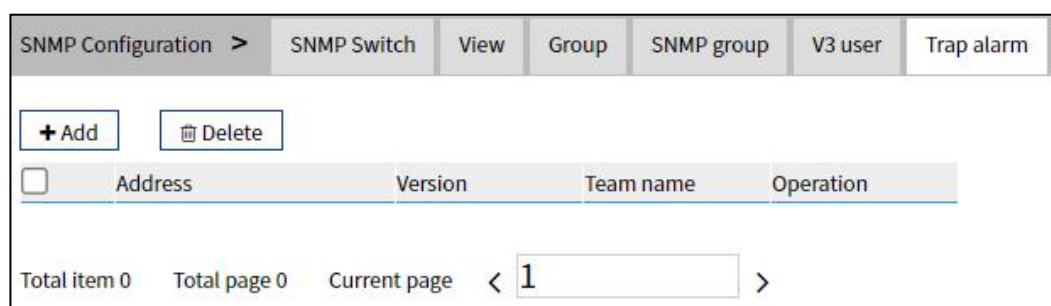 SNMP Configuration > SNMP Switch View Group SNMP group V3 user Trap alarm
+ Add Delete
Address Version Team name Operation
Total item 0 Total page 0 Current page < 1 >